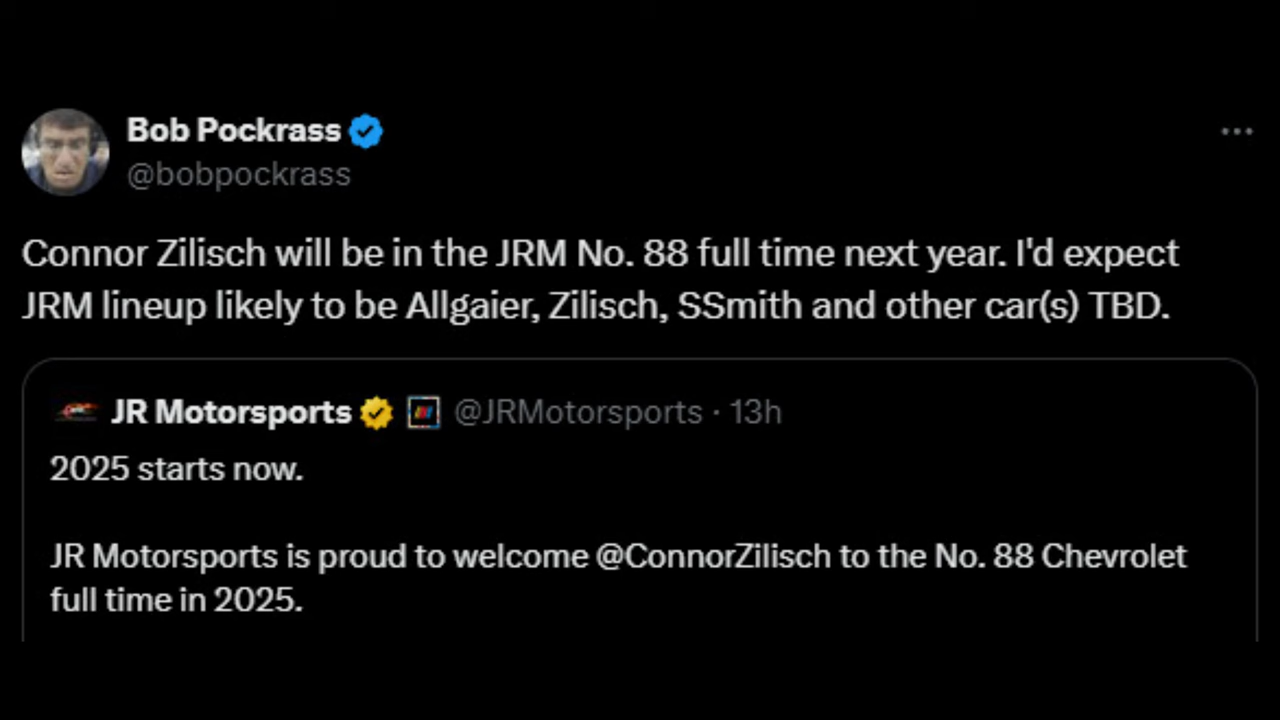 Bob Pockrass
@bobpockrass
Connor Zilisch will be in the JRM No. 88 full time next year. I'd expect
JRM lineup likely to be Allgaier, Zilisch, SSmith and other car(s) TBD.
JR Motorsports @JRMotorsports · 13h
2025 starts now.
JR Motorsports is proud to welcome @ConnorZilisch to the No. 88 Chevrolet
full time in 2025.